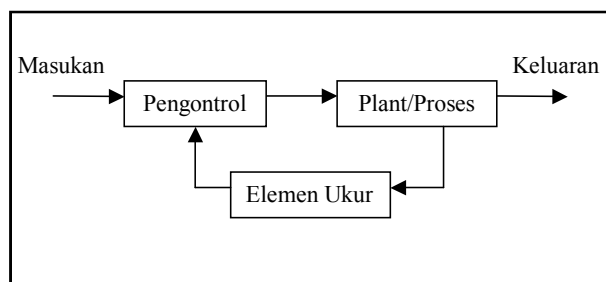 Masukan
Keluaran
Pengontrol
Plant/Proses
Elemen Ukur